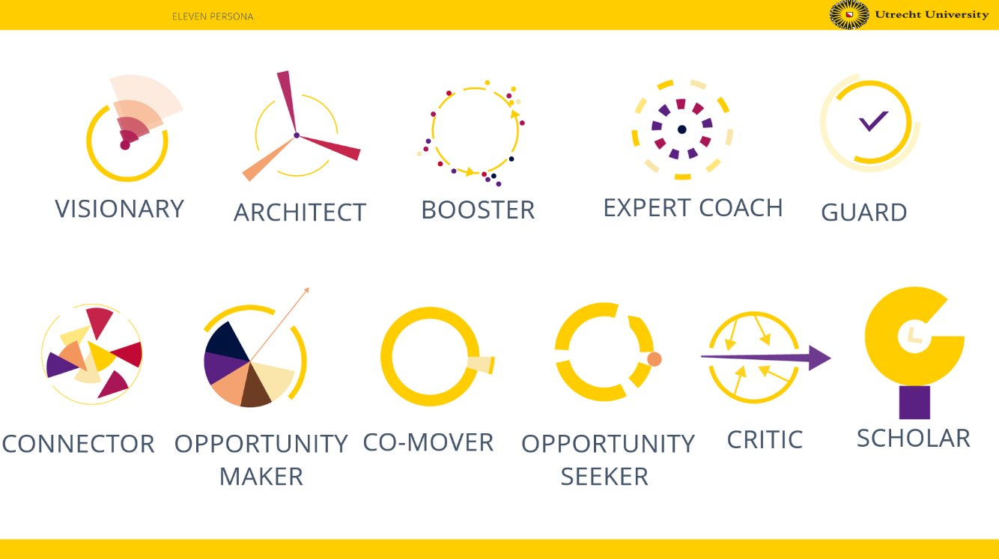 ELEVEN PERSONA
Utrecht University
VISIONARY
ARCHITECT
BOOSTER
EXPERT COACH
GUARD
CONNECTOR
OPPORTUNITY
MAKER
CO-MOVER
OPPORTUNITY
SEEKER
CRITIC
SCHOLAR